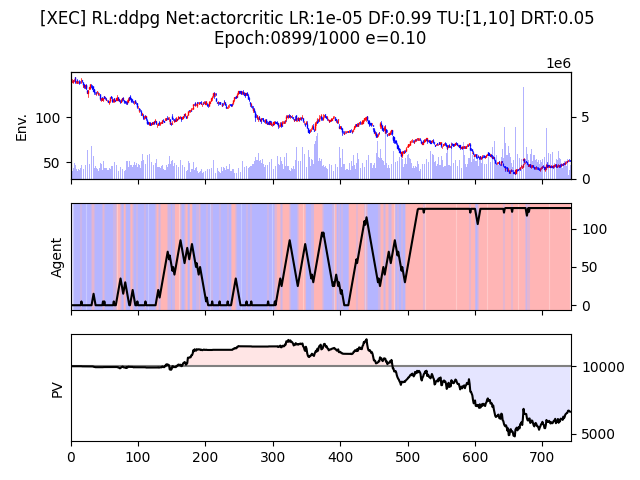 [XEC] RL:ddpg Net:actorcritic LR:1e-05 DF:0.99 TU:[1,10] DRT:0.05
Epoch:0899/1000 e=0.10
1e6
Env.
100
50
5
0
Agent
100
50
0
PV
10000
5000
0 100 200 300 400 500 600 700